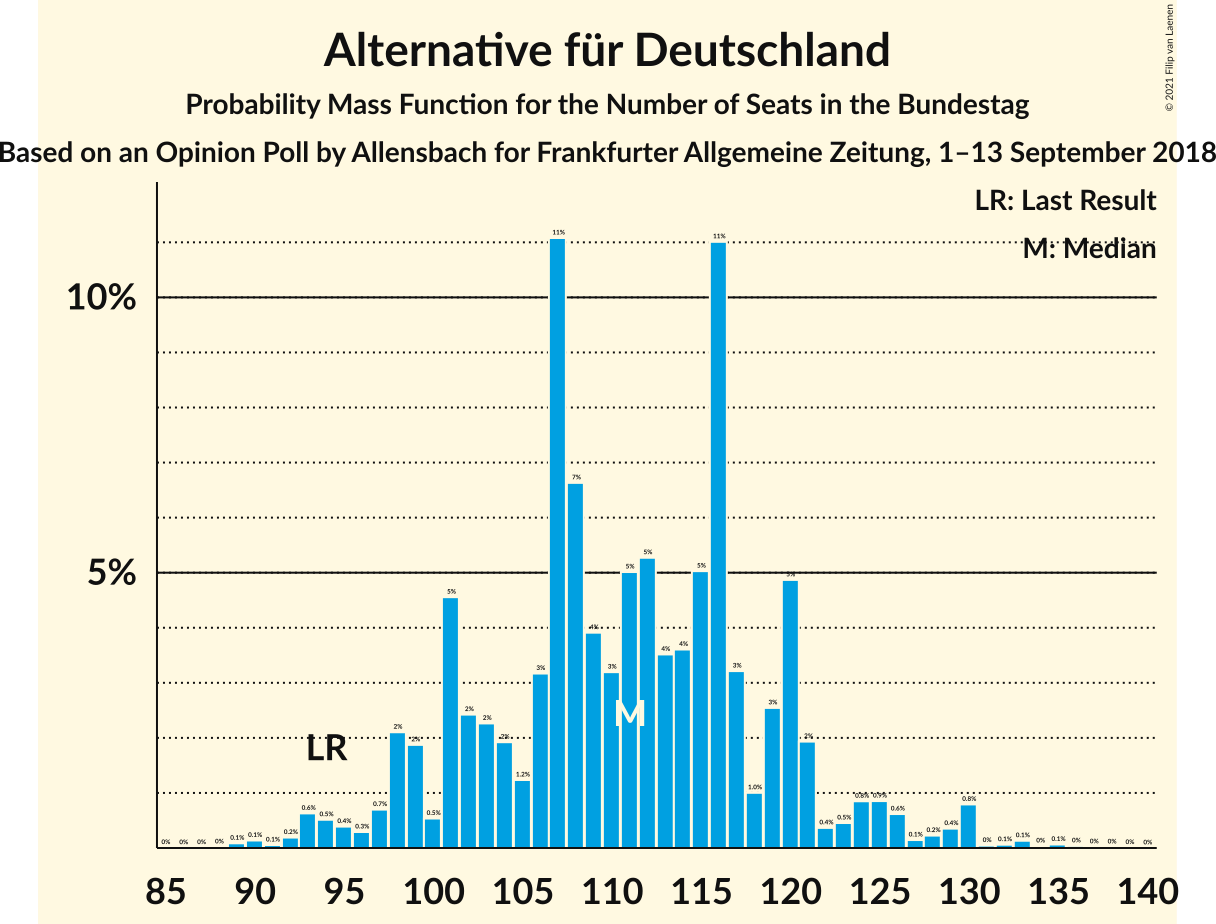 Alternative für Deutschland
Probability Mass Function for the Number of Seats in the Bundestag
Based on an Opinion Poll by Allensbach for Frankfurter Allgemeine Zeitung, 1–13 September 2018
© 2021 Filip van Laenen
LR: Last Result
M: Median
10%
5%
0% 0% 0% 0% 0.1% 0.1% 0.1% 0.2% 0.6% 0.5% 0.4% 0.3% 0.7% 2% 2% 0.5% 5% 2% 2% 2% 1.2% 3% 11% 7% 4% 3% 5% 5% 4% 4% 5% 11% 3% 1.0% 3% 5% 2% 0.4% 0.5% 0.8% 0.9% 0.6% 0.1% 0.2% 0.4% 0.8% 0% 0.1% 0.1% 0% 0.1% 0% 0% 0% 0% 0%
M
LR
85 90 95 100 105 110 115 120 125 130 135 140